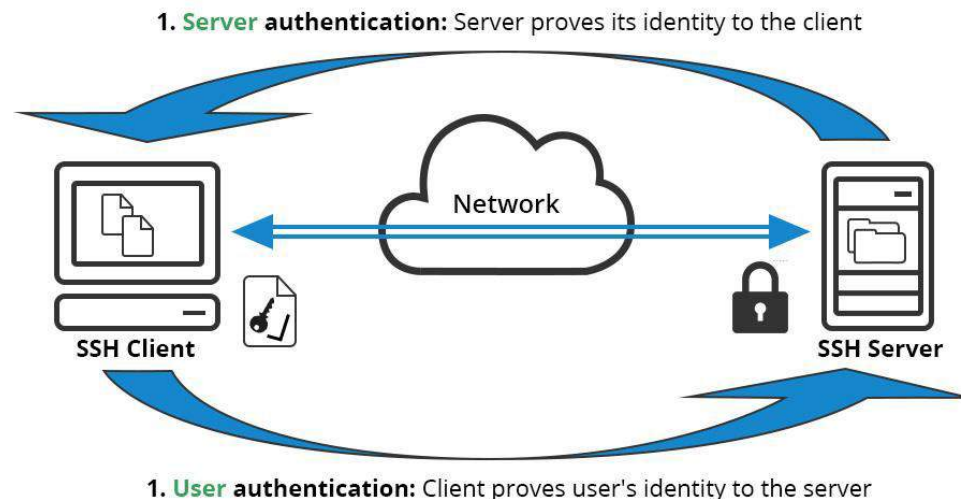 1. Server authentication: Server proves its identity to the client
Network
SSH Client
SSH Server
1. User authentication: Client proves user's identity to the server